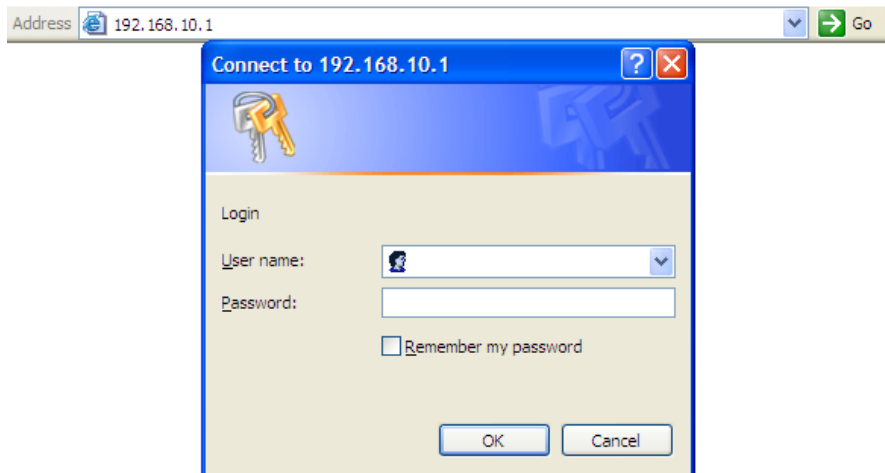 Address 192.168.10.1 Go
Connect to 192.168.10.1 ?
Login
User name:
Password:
Remember my password
OK Cancel